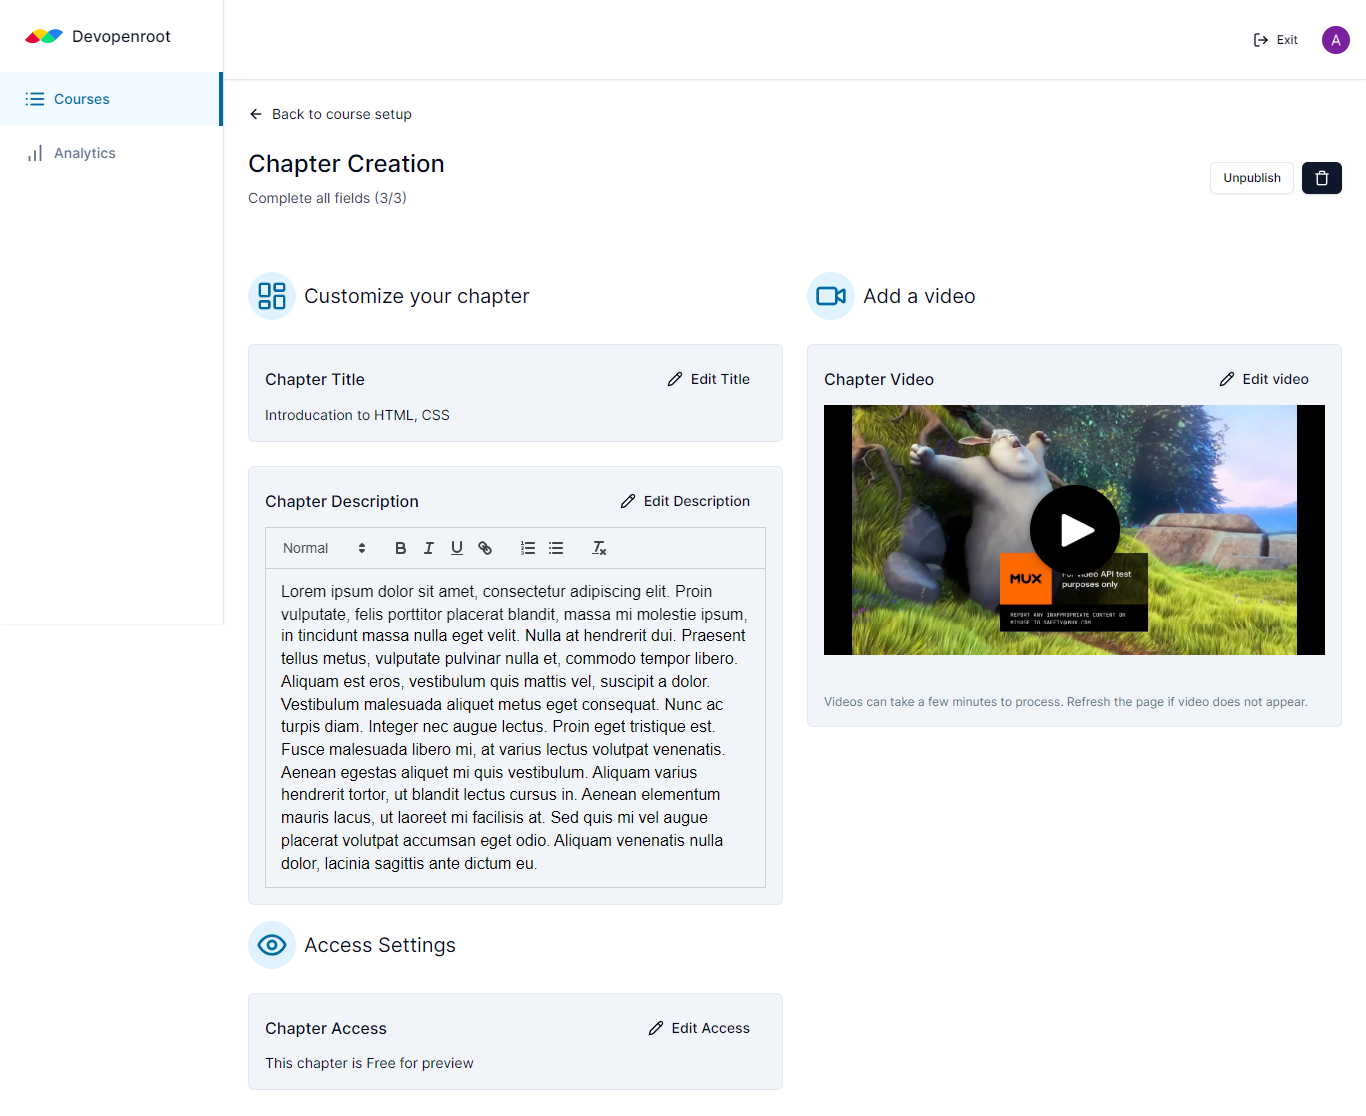 Devopenroot
Exit
A
Courses
Analytics
Back to course setup
Chapter Creation
Complete all fields (3/3)
Unpublish
Customize your chapter
Add a video
Chapter Title
Edit Title
Introducation to HTML, CSS
Chapter Description
Edit Description
Normal
B I U
Lorem ipsum dolor sit amet, consectetur adipiscing elit. Proin
vulputate, felis porttitor placerat blandit, massa mi molestie ipsum,
in tincidunt massa nulla eget velit. Nulla at hendrerit dui. Praesent
tellus metus, vulputate pulvinar nulla et, commodo tempor libero.
Aliquam est eros, vestibulum quis mattis vel, suscipit a dolor.
Vestibulum malesuada aliquet metus eget consequat. Nunc ac
turpis diam. Integer nec augue lectus. Proin eget tristique est.
Fusce malesuada libero mi, at varius lectus volutpat venenatis.
Aenean egestas aliquet mi quis vestibulum. Aliquam varius
hendrerit tortor, ut blandit lectus cursus in. Aenean elementum
mauris lacus, ut laoreet mi facilisis at. Sed quis mi vel augue
placerat volutpat accumsan eget odio. Aliquam venenatis nulla
dolor, lacinia sagittis ante dictum eu.
Access Settings
Chapter Access
Edit Access
This chapter is Free for preview
Chapter Video
Edit video
MUX
For video API test
purposes only
REPORT ANY INAPPROPRIATE CONTENT OR
MISUSE TO SAFETY@MUX.COM
Videos can take a few minutes to process. Refresh the page if video does not appear.